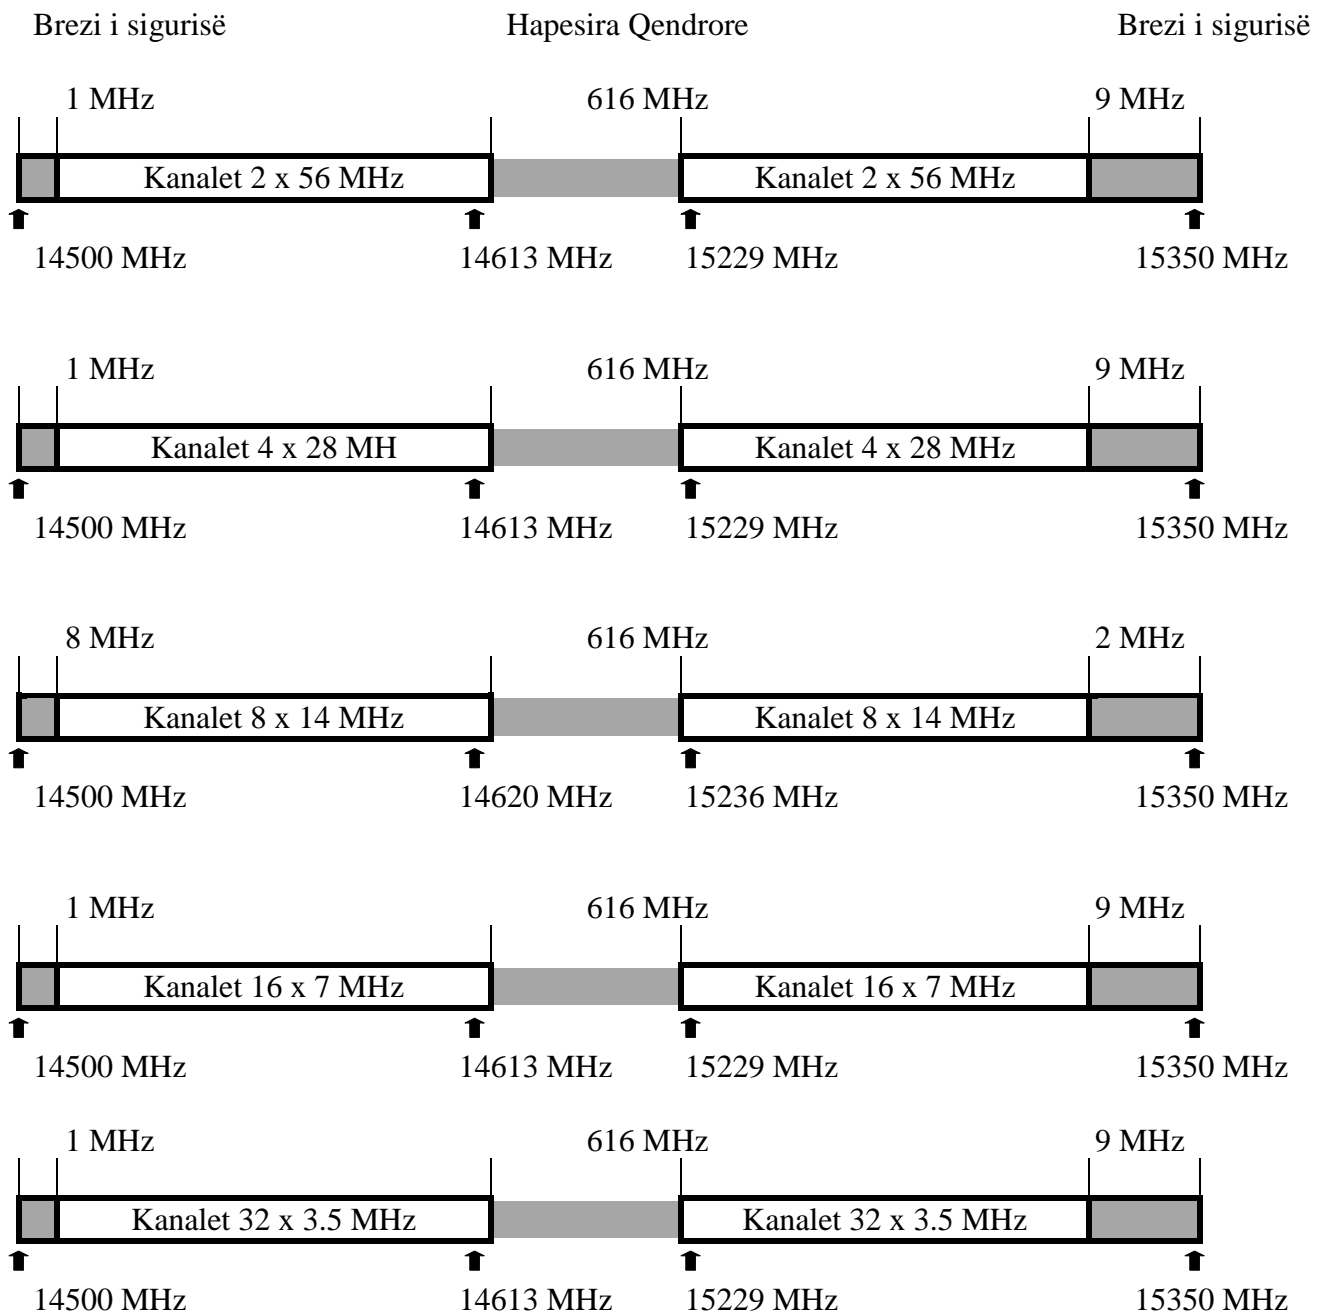 Brezi i sigurisë Hapesira Qendrore Brezi i sigurisë
1 MHz 616 MHz 9 MHz
Kanalet 2 x 56 MHz Kanalet 2 x 56 MHz
14500 MHz 14613 MHz 15229 MHz 15350 MHz
1 MHz 616 MHz 9 MHz
Kanalet 4 x 28 MH Kanalet 4 x 28 MHz
14500 MHz 14613 MHz 15229 MHz 15350 MHz
8 MHz 616 MHz 2 MHz
Kanalet 8 x 14 MHz Kanalet 8 x 14 MHz
14500 MHz 14620 MHz 15236 MHz 15350 MHz
1 MHz 616 MHz 9 MHz
Kanalet 16 x 7 MHz Kanalet 16 x 7 MHz
14500 MHz 14613 MHz 15229 MHz 15350 MHz
1 MHz 616 MHz 9 MHz
Kanalet 32 x 3.5 MHz Kanalet 32 x 3.5 MHz
14500 MHz 14613 MHz 15229 MHz 15350 MHz